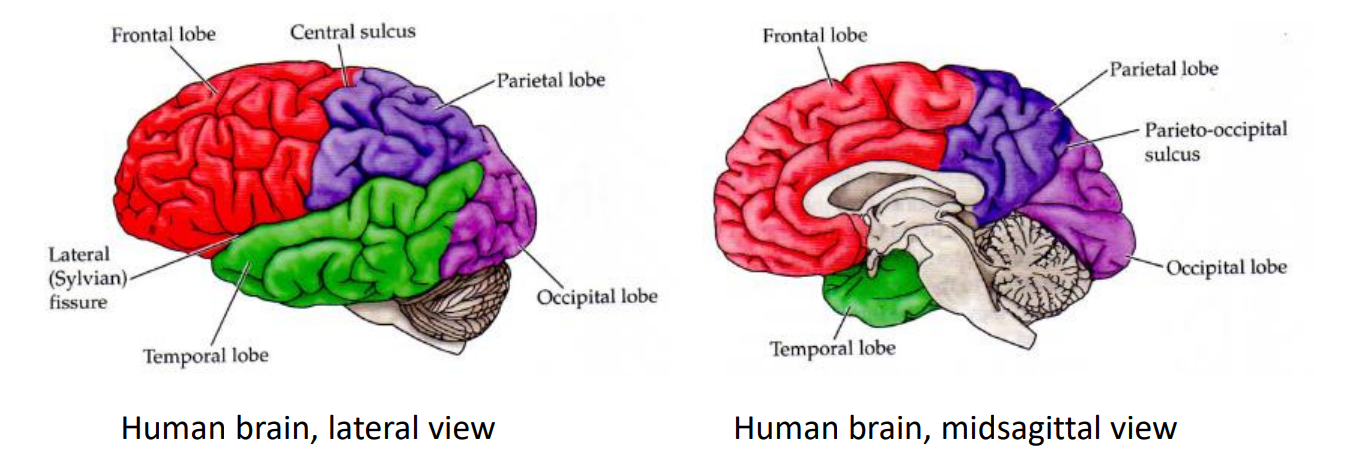 Frontal lobe
Central sulcus
Parietal lobe
Lateral
(Sylvian)
fissure
Occipital lobe
Temporal lobe
Human brain, lateral view
Frontal lobe
Parietal lobe
Parieto-occipital
sulcus
Occipital lobe
Temporal lobe
Human brain, midsagittal view